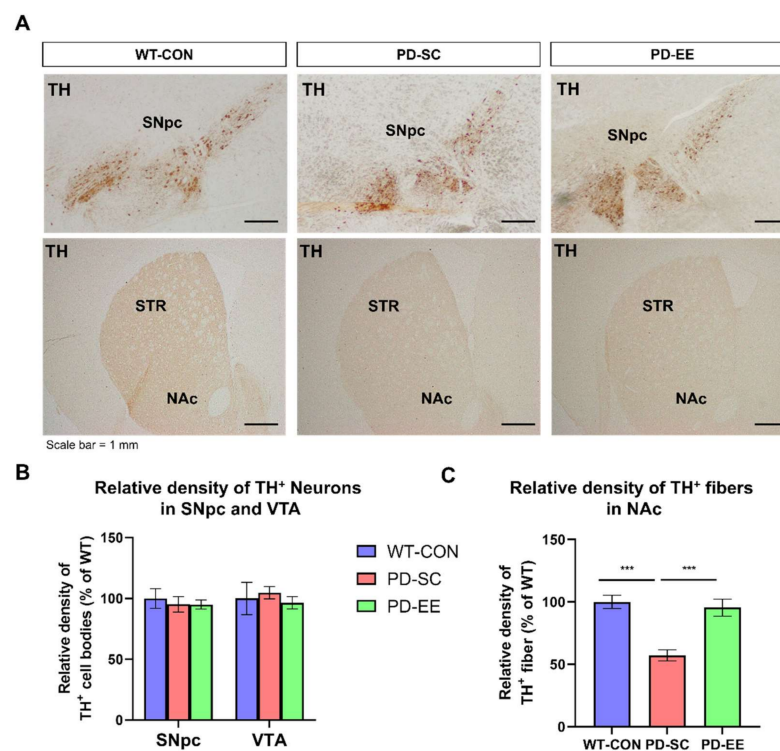 A
WT-CON PD-SC PD-EE
TH TH TH
SNpc SNpc SNpc
TH TH TH
STR STR STR
NAc NAc NAc
Scale bar = 1 mm
B
Relative density of TH⁺ Neurons
in SNpc and VTA
Relative density of
TH⁺ cell bodies (% of WT)
150
100
50
0
SNpc VTA
WT-CON
PD-SC
PD-EE
C
Relative density of TH⁺ fibers
in NAc
Relative density of
TH⁺ fiber (% of WT)
150
100
50
0
*** ***
WT-CON PD-SC PD-EE